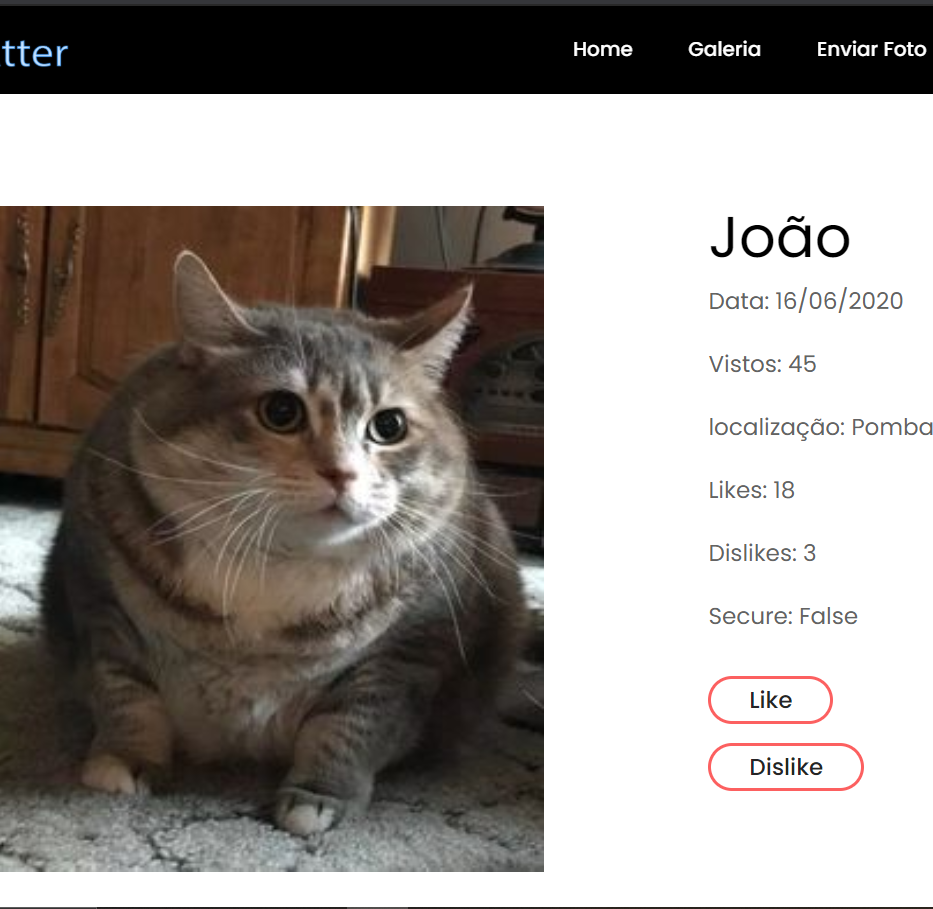 tter
Home Galeria Enviar Foto
João
Data: 16/06/2020
Vistos: 45
localização: Pomba
Likes: 18
Dislikes: 3
Secure: False
Like
Dislike